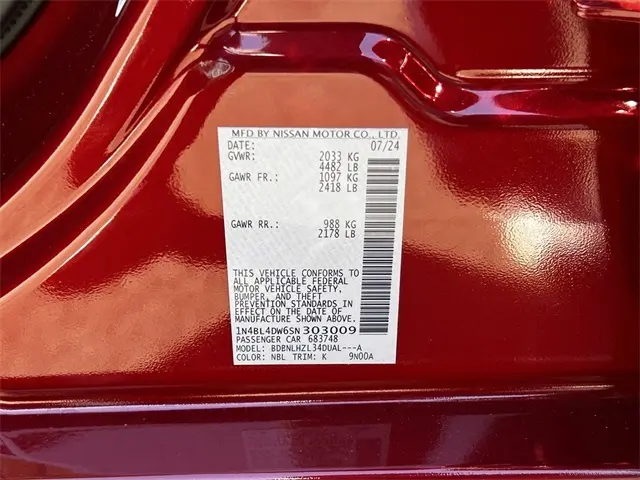 MFD BY NISSAN MOTOR CO., LTD.
DATE: 07/24
GVWR: 2033 KG
4482 LB
GAWR FR.: 1097 KG
2418 LB
GAWR RR.: 988 KG
2178 LB
THIS VEHICLE CONFORMS TO
ALL APPLICABLE FEDERAL
MOTOR VEHICLE SAFETY,
BUMPER, AND THEFT
PREVENTION STANDARDS IN
EFFECT ON THE DATE OF
MANUFACTURE SHOWN ABOVE.
1N4BL4DW6SN303009
PASSENGER CAR 683748
MODEL: BDBNLHZL34DUAL---A
COLOR: NBL TRIM: K 9N00A